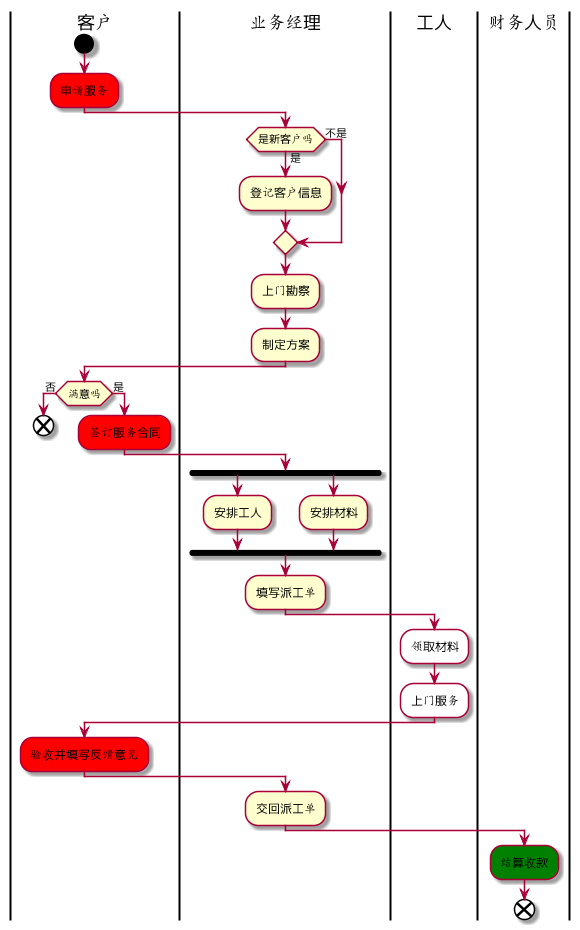 客户
业务经理
工人
财务人员
申请服务
是新客户吗
不是
是
登记客户信息
上门勘察
制定方案
否
满意吗
是
签订服务合同
安排工人
安排材料
填写派工单
领取材料
上门服务
验收并填写反馈意见
交回派工单
结算收款